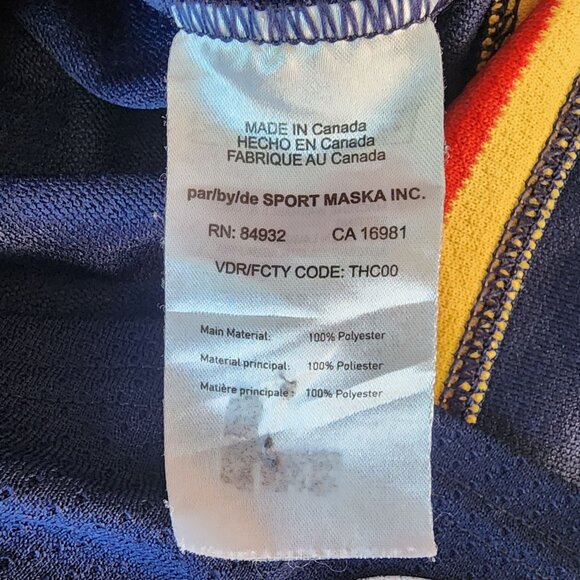 MADE IN Canada
HECHO EN Canada
FABRIQUE AU Canada
par/by/de SPORT MASKA INC.
RN: 84932 CA 16981
VDR/FCTY CODE: THC00
Main Material: 100% Polyester
Material principal: 100% Poliester
Matière principale: 100% Polyester